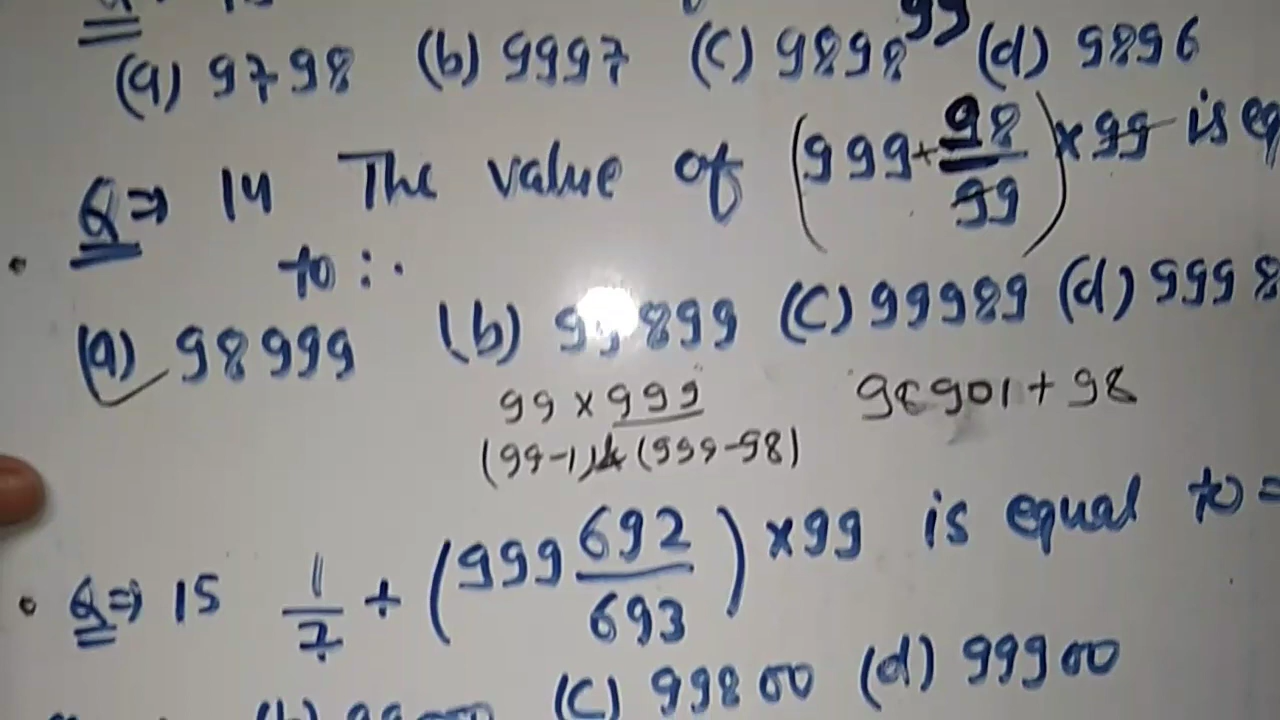 (a) 9798 (b) 9997 (c) 9898 (d) 9896
Q⇒ 14 The value of (999+98/99)×99 is eq
to :.
(a) 98999 (b) 99899 (c) 99989 (d) 9998
99 × 999 98901 + 98
(99-1) (999-98)
Q⇒ 15 1/7 + (999 692/693) ×99 is equal to =
(c) 99800 (d) 99900